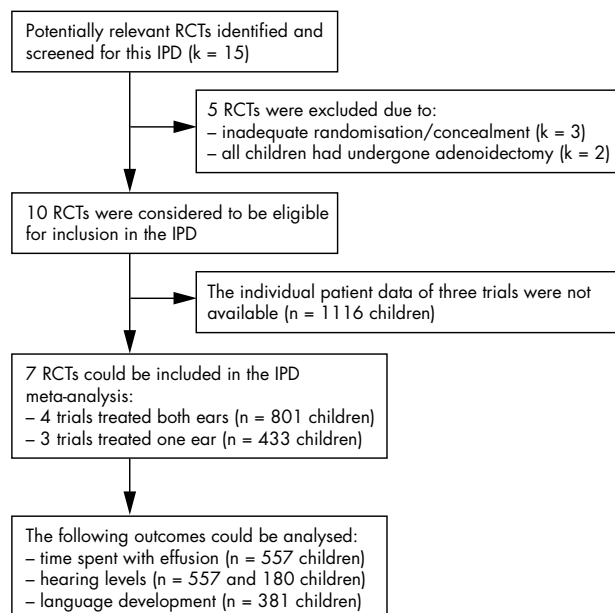 Potentially relevant RCTs identified and
screened for this IPD (k = 15)
5 RCTs were excluded due to:
– inadequate randomisation/concealment (k = 3)
– all children had undergone adenoidectomy (k = 2)
10 RCTs were considered to be eligible
for inclusion in the IPD
The individual patient data of three trials were not
available (n = 1116 children)
7 RCTs could be included in the IPD
meta-analysis:
– 4 trials treated both ears (n = 801 children)
– 3 trials treated one ear (n = 433 children)
The following outcomes could be analysed:
– time spent with effusion (n = 557 children)
– hearing levels (n = 557 and 180 children)
– language development (n = 381 children)